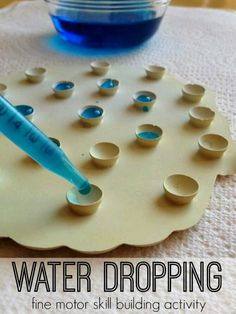 WATER DROPPING
fine motor skill building activity